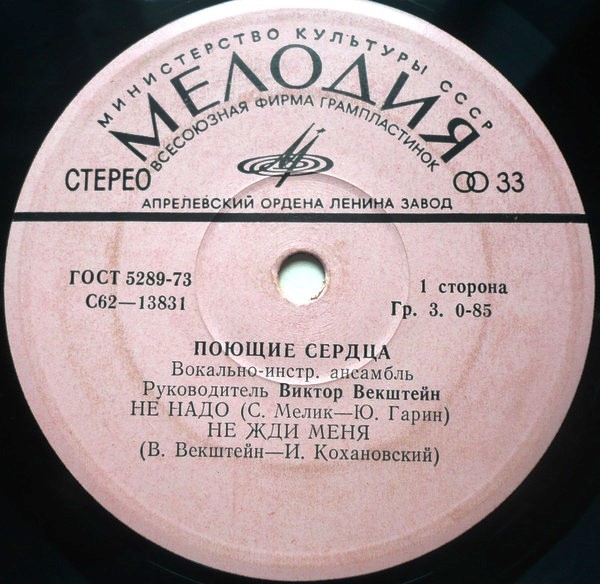 МИНИСТЕРСТВО КУЛЬТУРЫ СССР
МЕЛОДИЯ
ВСЕСОЮЗНАЯ ФИРМА ГРАМПЛАСТИНОК
СТЕРЕО
33
АПРЕЛЕВСКИЙ ОРДЕНА ЛЕНИНА ЗАВОД
ГОСТ 5289-73
С62—13831
1 сторона
Гр. 3. 0-85
ПОЮЩИЕ СЕРДЦА
Вокально-инстр. ансамбль
Руководитель Виктор Векштейн
НЕ НАДО (С. Мелик—Ю. Гарин)
НЕ ЖДИ МЕНЯ
(В. Векштейн—И. Кохановский)